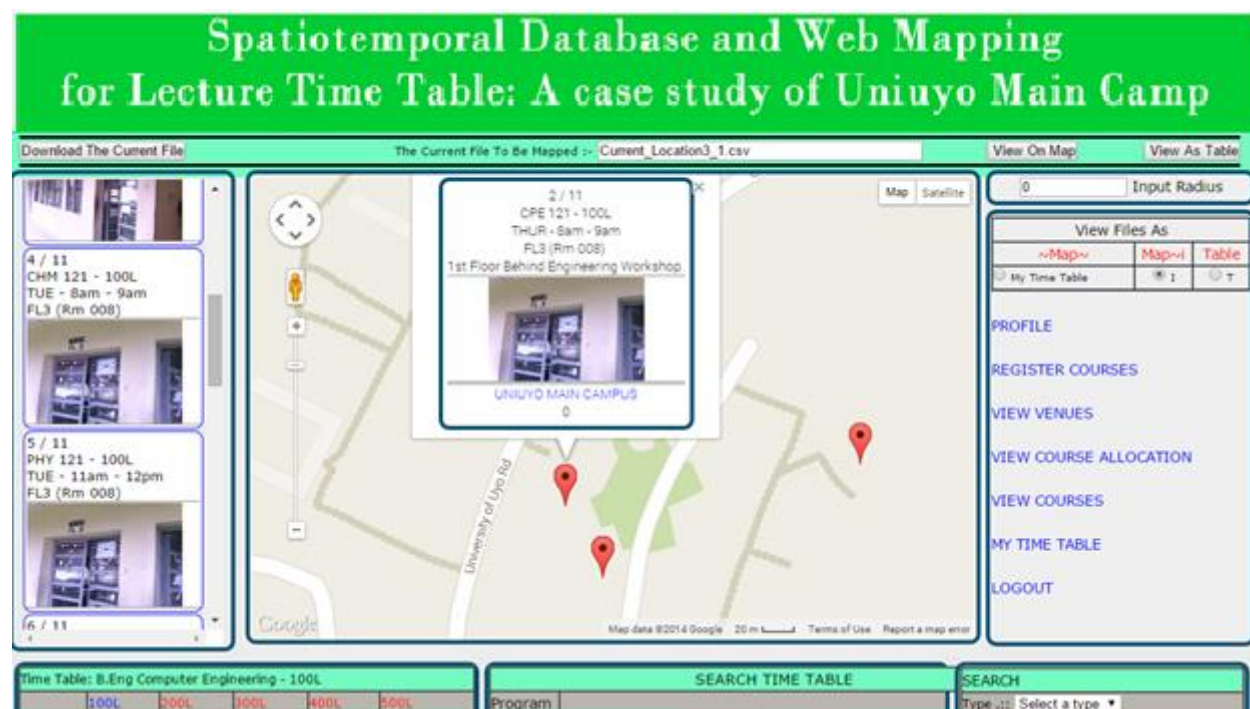 Spatiotemporal Database and Web Mapping
for Lecture Time Table: A case study of Uniuyo Main Camp
Download The Current File
The Current File To Be Mapped :- Current_Location3_1.csv
View On Map
View As Table
4 / 11
CHM 121 - 100L
TUE - 8am - 9am
FL3 (Rm 008)
5 / 11
PHY 121 - 100L
TUE - 11am - 12pm
FL3 (Rm 008)
6 / 11
2 / 11
CPE 121 - 100L
THUR - 8am - 9am
FL3 (Rm 008)
1st Floor Behind Engineering Workshop
UNIUYO MAIN CAMPUS
0
Map Satellite
University of Uyo Rd
Google
Map data ©2014 Google 20 m Terms of Use Report a map error
0 Input Radius
View Files As
~Map~ Map~i Table
My Time Table I T
PROFILE
REGISTER COURSES
VIEW VENUES
VIEW COURSE ALLOCATION
VIEW COURSES
MY TIME TABLE
LOGOUT
Time Table: B.Eng Computer Engineering - 100L
100L 200L 300L 400L 500L
SEARCH TIME TABLE
Program
SEARCH
Type .:: Select a type